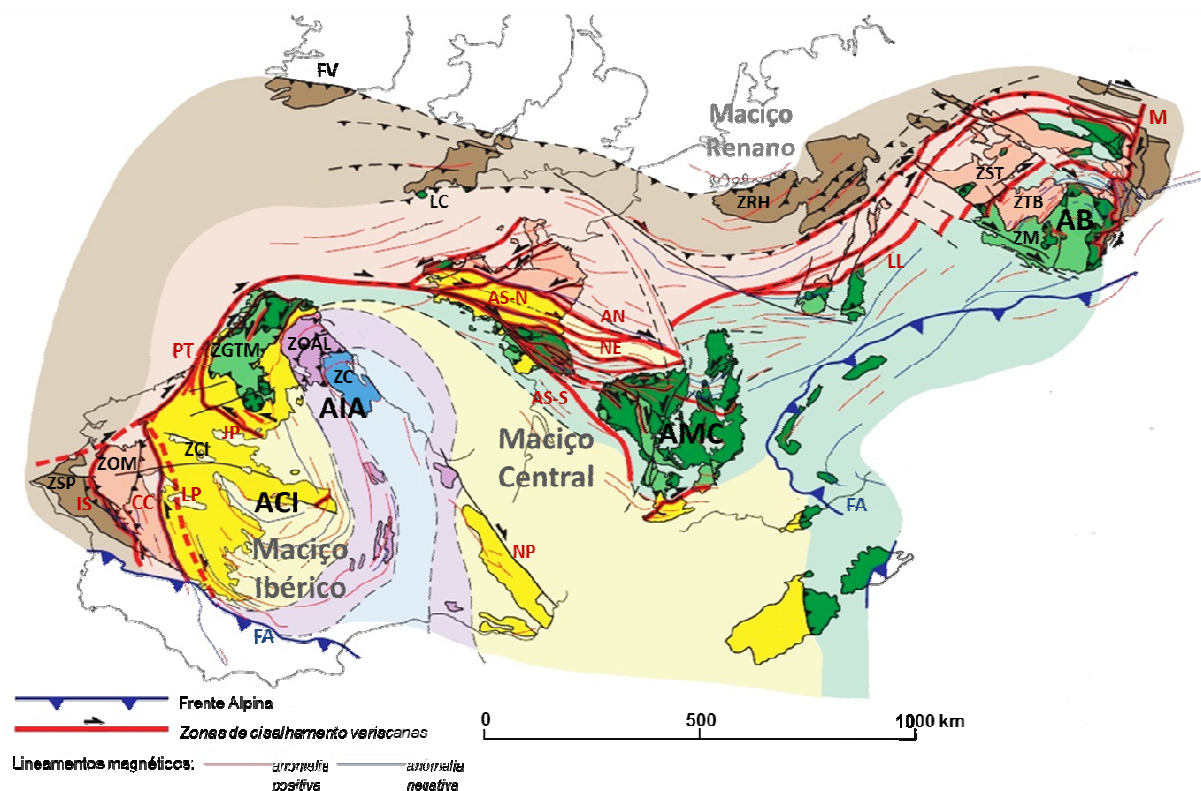 FV
Maciço
Renano
M
ZST
LC
ZRH
ZTB
AB
ZM
LL
AS-N
AN
NE
PT
ZGTM
ZOAL
ZC
AIA
AS-S
AMC
JP
Maciço
Central
ZCI
ZOM
ZSP
IS
CC
LP
ACI
FA
Maciço
Ibérico
NP
FA
Frente Alpina
Zonas de cisalhamento variscanas
0 500 1000 km
Lineamentos magnéticos: anomalia positiva anomalia negativa